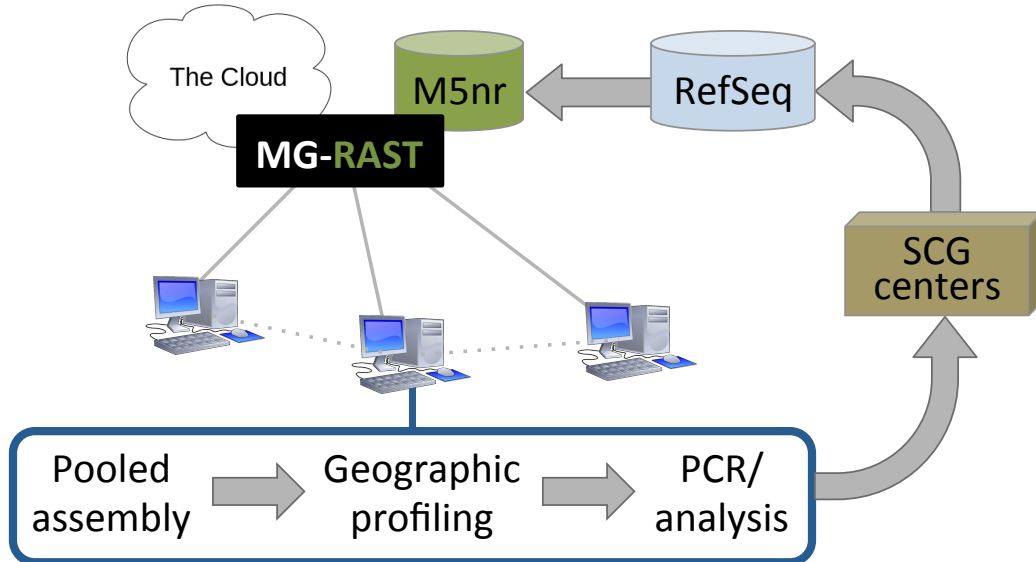 The Cloud
M5nr
RefSeq
MG-RAST
SCG
centers
Pooled
assembly
Geographic
profiling
PCR/
analysis